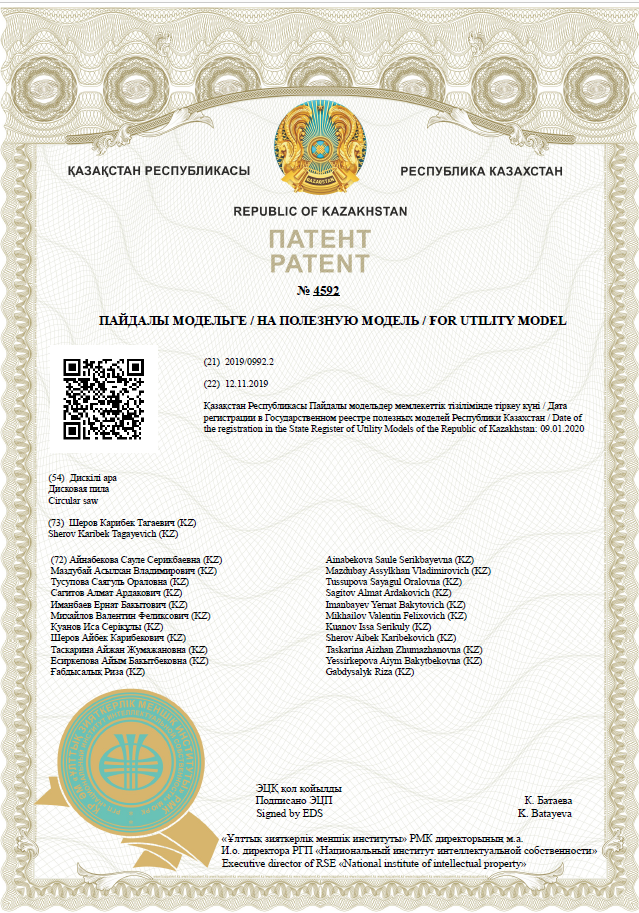 ҚАЗАҚСТАН РЕСПУБЛИКАСЫ
РЕСПУБЛИКА КАЗАХСТАН
QAZAQSTAN
REPUBLIC OF KAZAKHSTAN
ПАТЕНТ
PATENT
№ 4592
ПАЙДАЛЫ МОДЕЛЬГЕ / НА ПОЛЕЗНУЮ МОДЕЛЬ / FOR UTILITY MODEL
(21) 2019/0992.2
(22) 12.11.2019
Қазақстан Республикасы Пайдалы модельдер мемлекеттік тізілімінде тіркеу күні / Дата
регистрации в Государственном реестре полезных моделей Республики Казахстан / Date of
the registration in the State Register of Utility Models of the Republic of Kazakhstan: 09.01.2020
(54) Дискілі ара
Дисковая пила
Circular saw
(73) Шеров Карибек Тагаевич (KZ)
Sherov Karibek Tagayevich (KZ)
(72) Айнабекова Сауле Серикбаевна (KZ)
Маздубай Асылхан Владимирович (KZ)
Тусупова Саягуль Ораловна (KZ)
Сагитов Алмат Ардакович (KZ)
Иманбаев Ернат Бакытович (KZ)
Михайлов Валентин Феликсович (KZ)
Куанов Иса Серікұлы (KZ)
Шеров Айбек Карибекович (KZ)
Таскарина Айжан Жумажановна (KZ)
Есиркепова Айым Бакытбековна (KZ)
Ғабдысалық Риза (KZ)
Ainabekova Saule Serikbayevna (KZ)
Mazdubay Assylkhan Vladimirovich (KZ)
Tussupova Sayagul Oralovna (KZ)
Sagitov Almat Ardakovich (KZ)
Imanbayev Yernat Bakytovich (KZ)
Mikhailov Valentin Felixovich (KZ)
Kuanov Issa Serikuly (KZ)
Sherov Aibek Karibekovich (KZ)
Taskarina Aizhan Zhumazhanovna (KZ)
Yessirkepova Aiym Bakytbekovna (KZ)
Gabdysalyk Riza (KZ)
ЭЦҚ қол қойылды
Подписано ЭЦП
Signed by EDS
К. Батаева
K. Batayeva
«Ұлттық зияткерлік меншік институты» РМК директорының м.а.
И.о. директора РГП «Национальный институт интеллектуальной собственности»
Executive director of RSE «National institute of intellectual property»